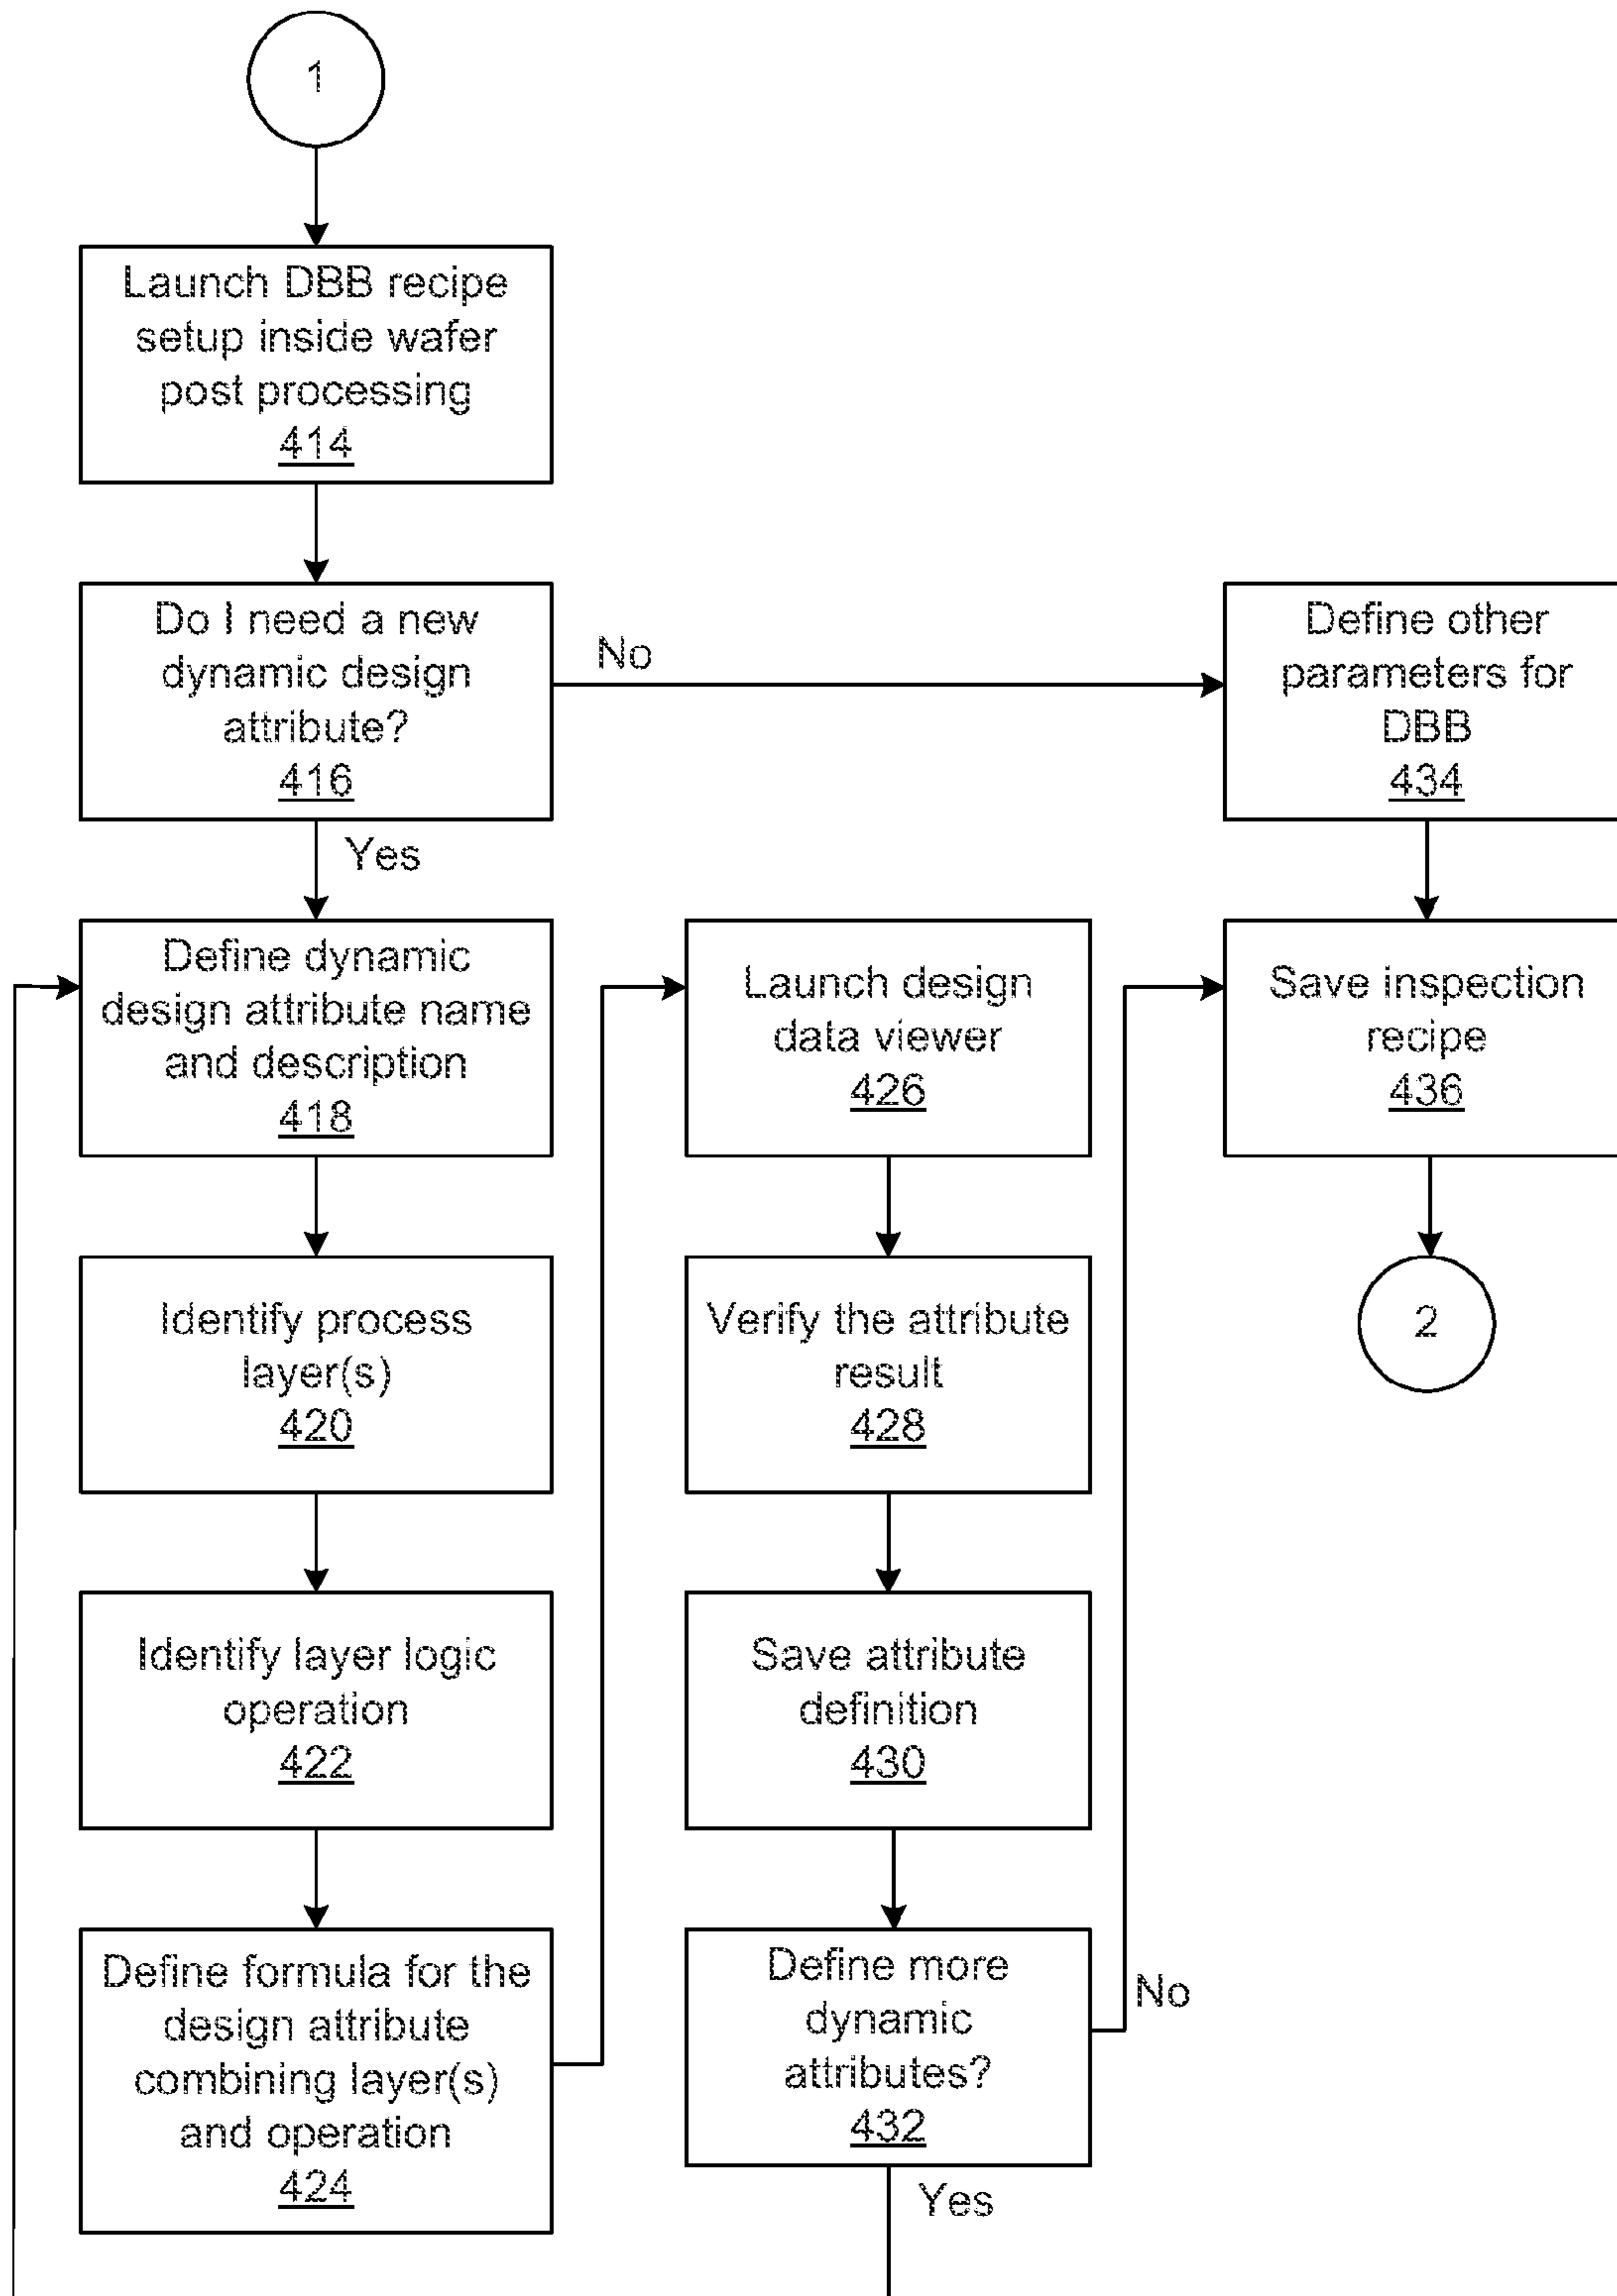 1
Launch DBB recipe
setup inside wafer
post processing
414
Do I need a new
dynamic design
attribute?
416
No
Define other
parameters for
DBB
434
Yes
Define dynamic
design attribute name
and description
418
Launch design
data viewer
426
Save inspection
recipe
436
Identify process
layer(s)
420
Verify the attribute
result
428
2
Identify layer logic
operation
422
Save attribute
definition
430
Define formula for the
design attribute
combining layer(s)
and operation
424
Define more
dynamic
attributes?
432
No
Yes